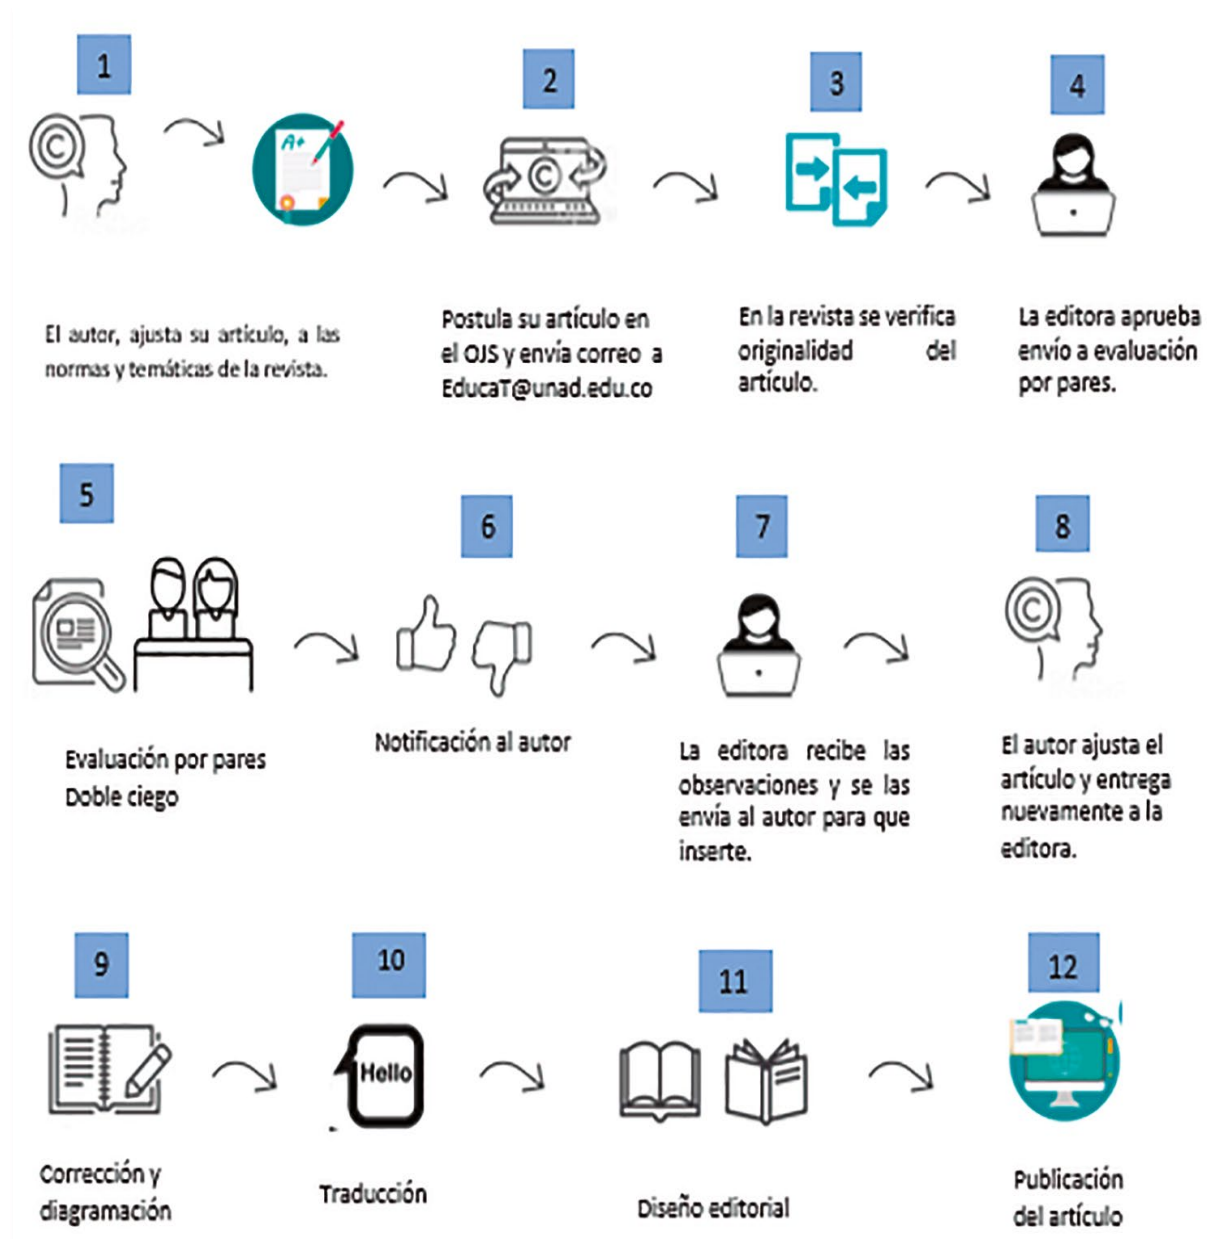 1
A+
El autor, ajusta su artículo, a las
normas y temáticas de la revista.
2
©
Postula su artículo en
el OJS y envía correo a
EducaT@unad.edu.co
3
En la revista se verifica
originalidad del
artículo.
4
La editora aprueba
envío a evaluación
por pares.
5
Evaluación por pares
Doble ciego
6
Notificación al autor
7
La editora recibe las
observaciones y se las
envía al autor para que
inserte.
8
©
El autor ajusta el
artículo y entrega
nuevamente a la
editora.
9
Corrección y
diagramación
10
Hello
Traducción
11
Diseño editorial
12
Publicación
del artículo